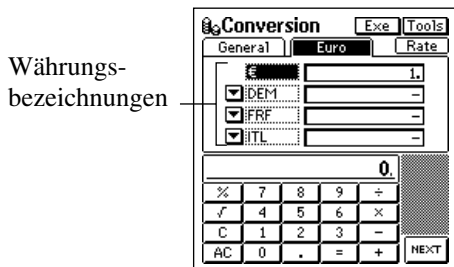 Conversion Exe Tools
General Euro Rate
Währungs-
bezeichnungen
€ 1.
DEM –
FRF –
ITL –
0.
% 7 8 9 ÷
√ 4 5 6 ×
C 1 2 3 –
AC 0 . = + NEXT